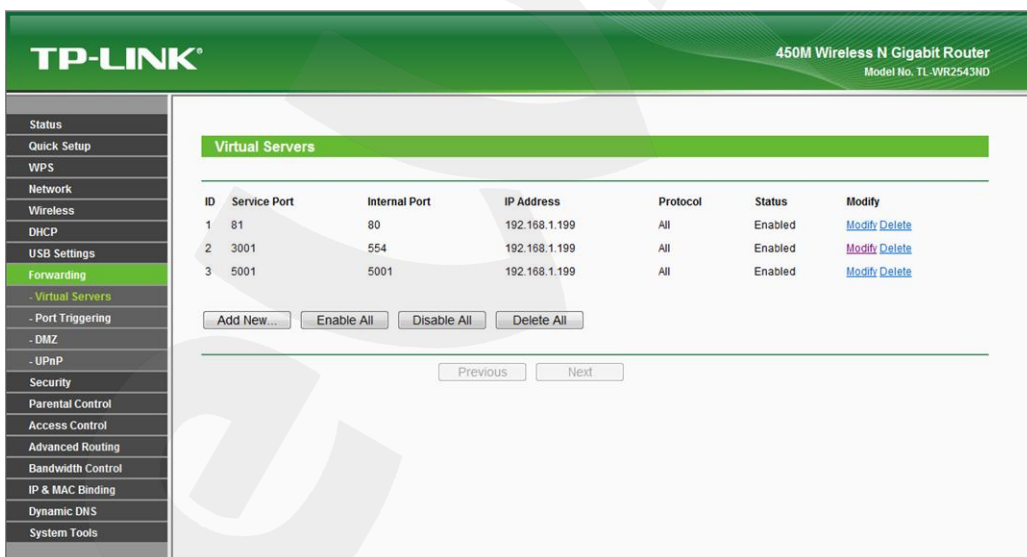 TP-LINK®
450M Wireless N Gigabit Router
Model No. TL-WR2543ND
Status
Quick Setup
WPS
Network
Wireless
DHCP
USB Settings
Forwarding
- Virtual Servers
- Port Triggering
- DMZ
- UPnP
Security
Parental Control
Access Control
Advanced Routing
Bandwidth Control
IP & MAC Binding
Dynamic DNS
System Tools
Virtual Servers
ID Service Port Internal Port IP Address Protocol Status Modify
1 81 80 192.168.1.199 All Enabled Modify Delete
2 3001 554 192.168.1.199 All Enabled Modify Delete
3 5001 5001 192.168.1.199 All Enabled Modify Delete
Add New... Enable All Disable All Delete All
Previous Next